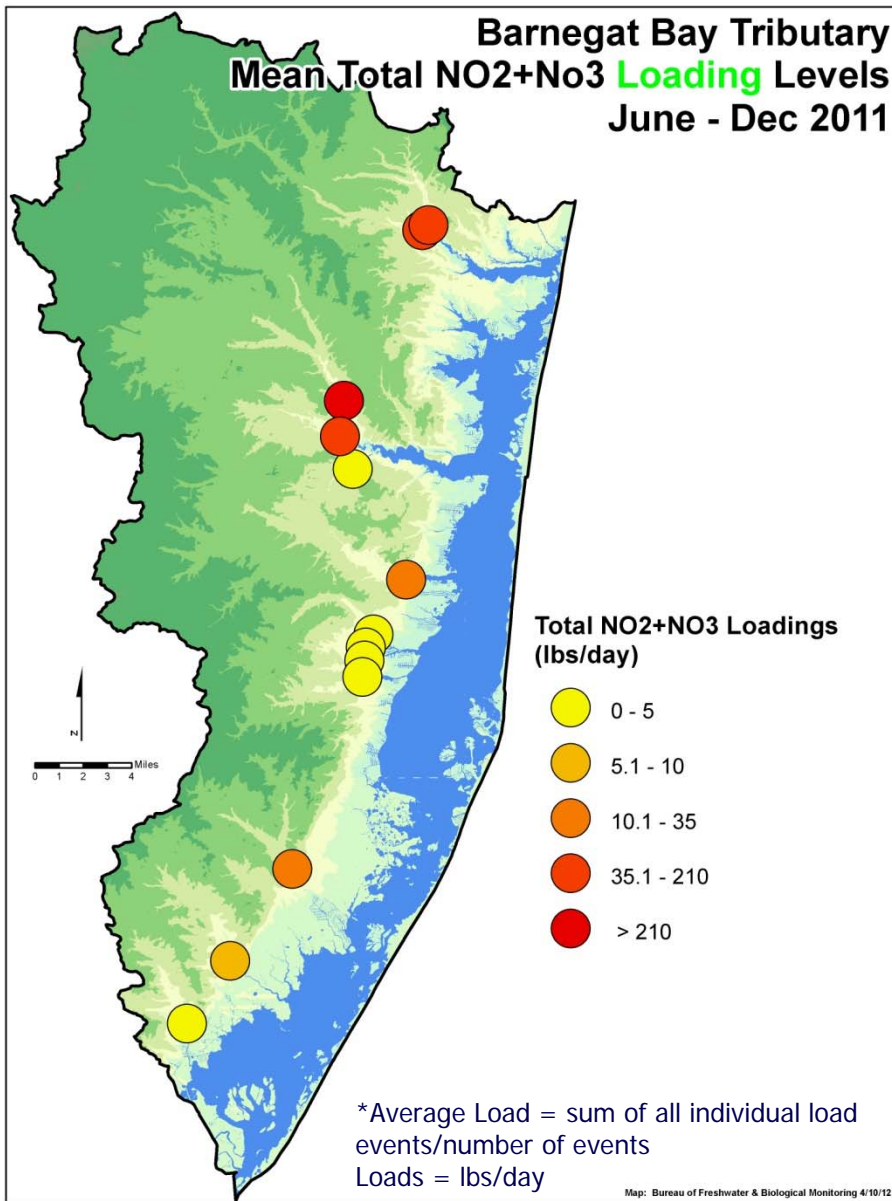 Barnegat Bay Tributary
Mean Total NO2+No3 Loading Levels
June - Dec 2011
Total NO2+NO3 Loadings
(lbs/day)
0 - 5
5.1 - 10
10.1 - 35
35.1 - 210
> 210
N
Miles
0 1 2 3 4
*Average Load = sum of all individual load
events/number of events
Loads = lbs/day
Map: Bureau of Freshwater & Biological Monitoring 4/10/12